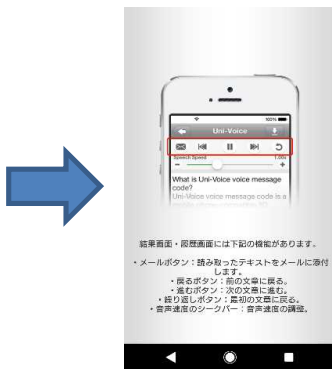 100%
Uni-Voice
Speech Speed
1.00x
What is Uni-Voice voice message
code?
Uni-Voice voice message code is a
結果画面・履歴画面には下記の機能があります。
・メールボタン：読み取ったテキストをメールに添付
します。
・戻るボタン：前の文章に戻る。
・進むボタン：次の文章に進む。
・繰り返しボタン：最初の文章に戻る。
・音声速度のシークバー：音声速度の調整。